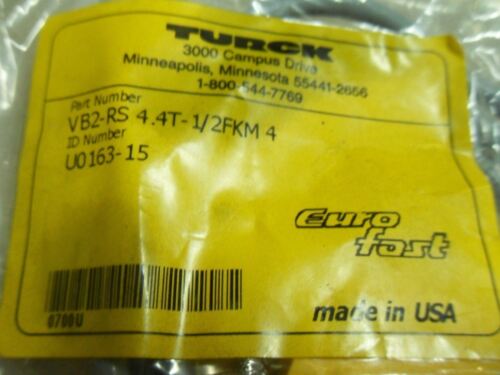 TURCK
3000 Campus Drive
Minneapolis, Minnesota 55441-2656
1-800-544-7769
Part Number
VB2-RS 4.4T-1/2FKM 4
ID Number
U0163-15
Euro
fast
made in USA
0700U